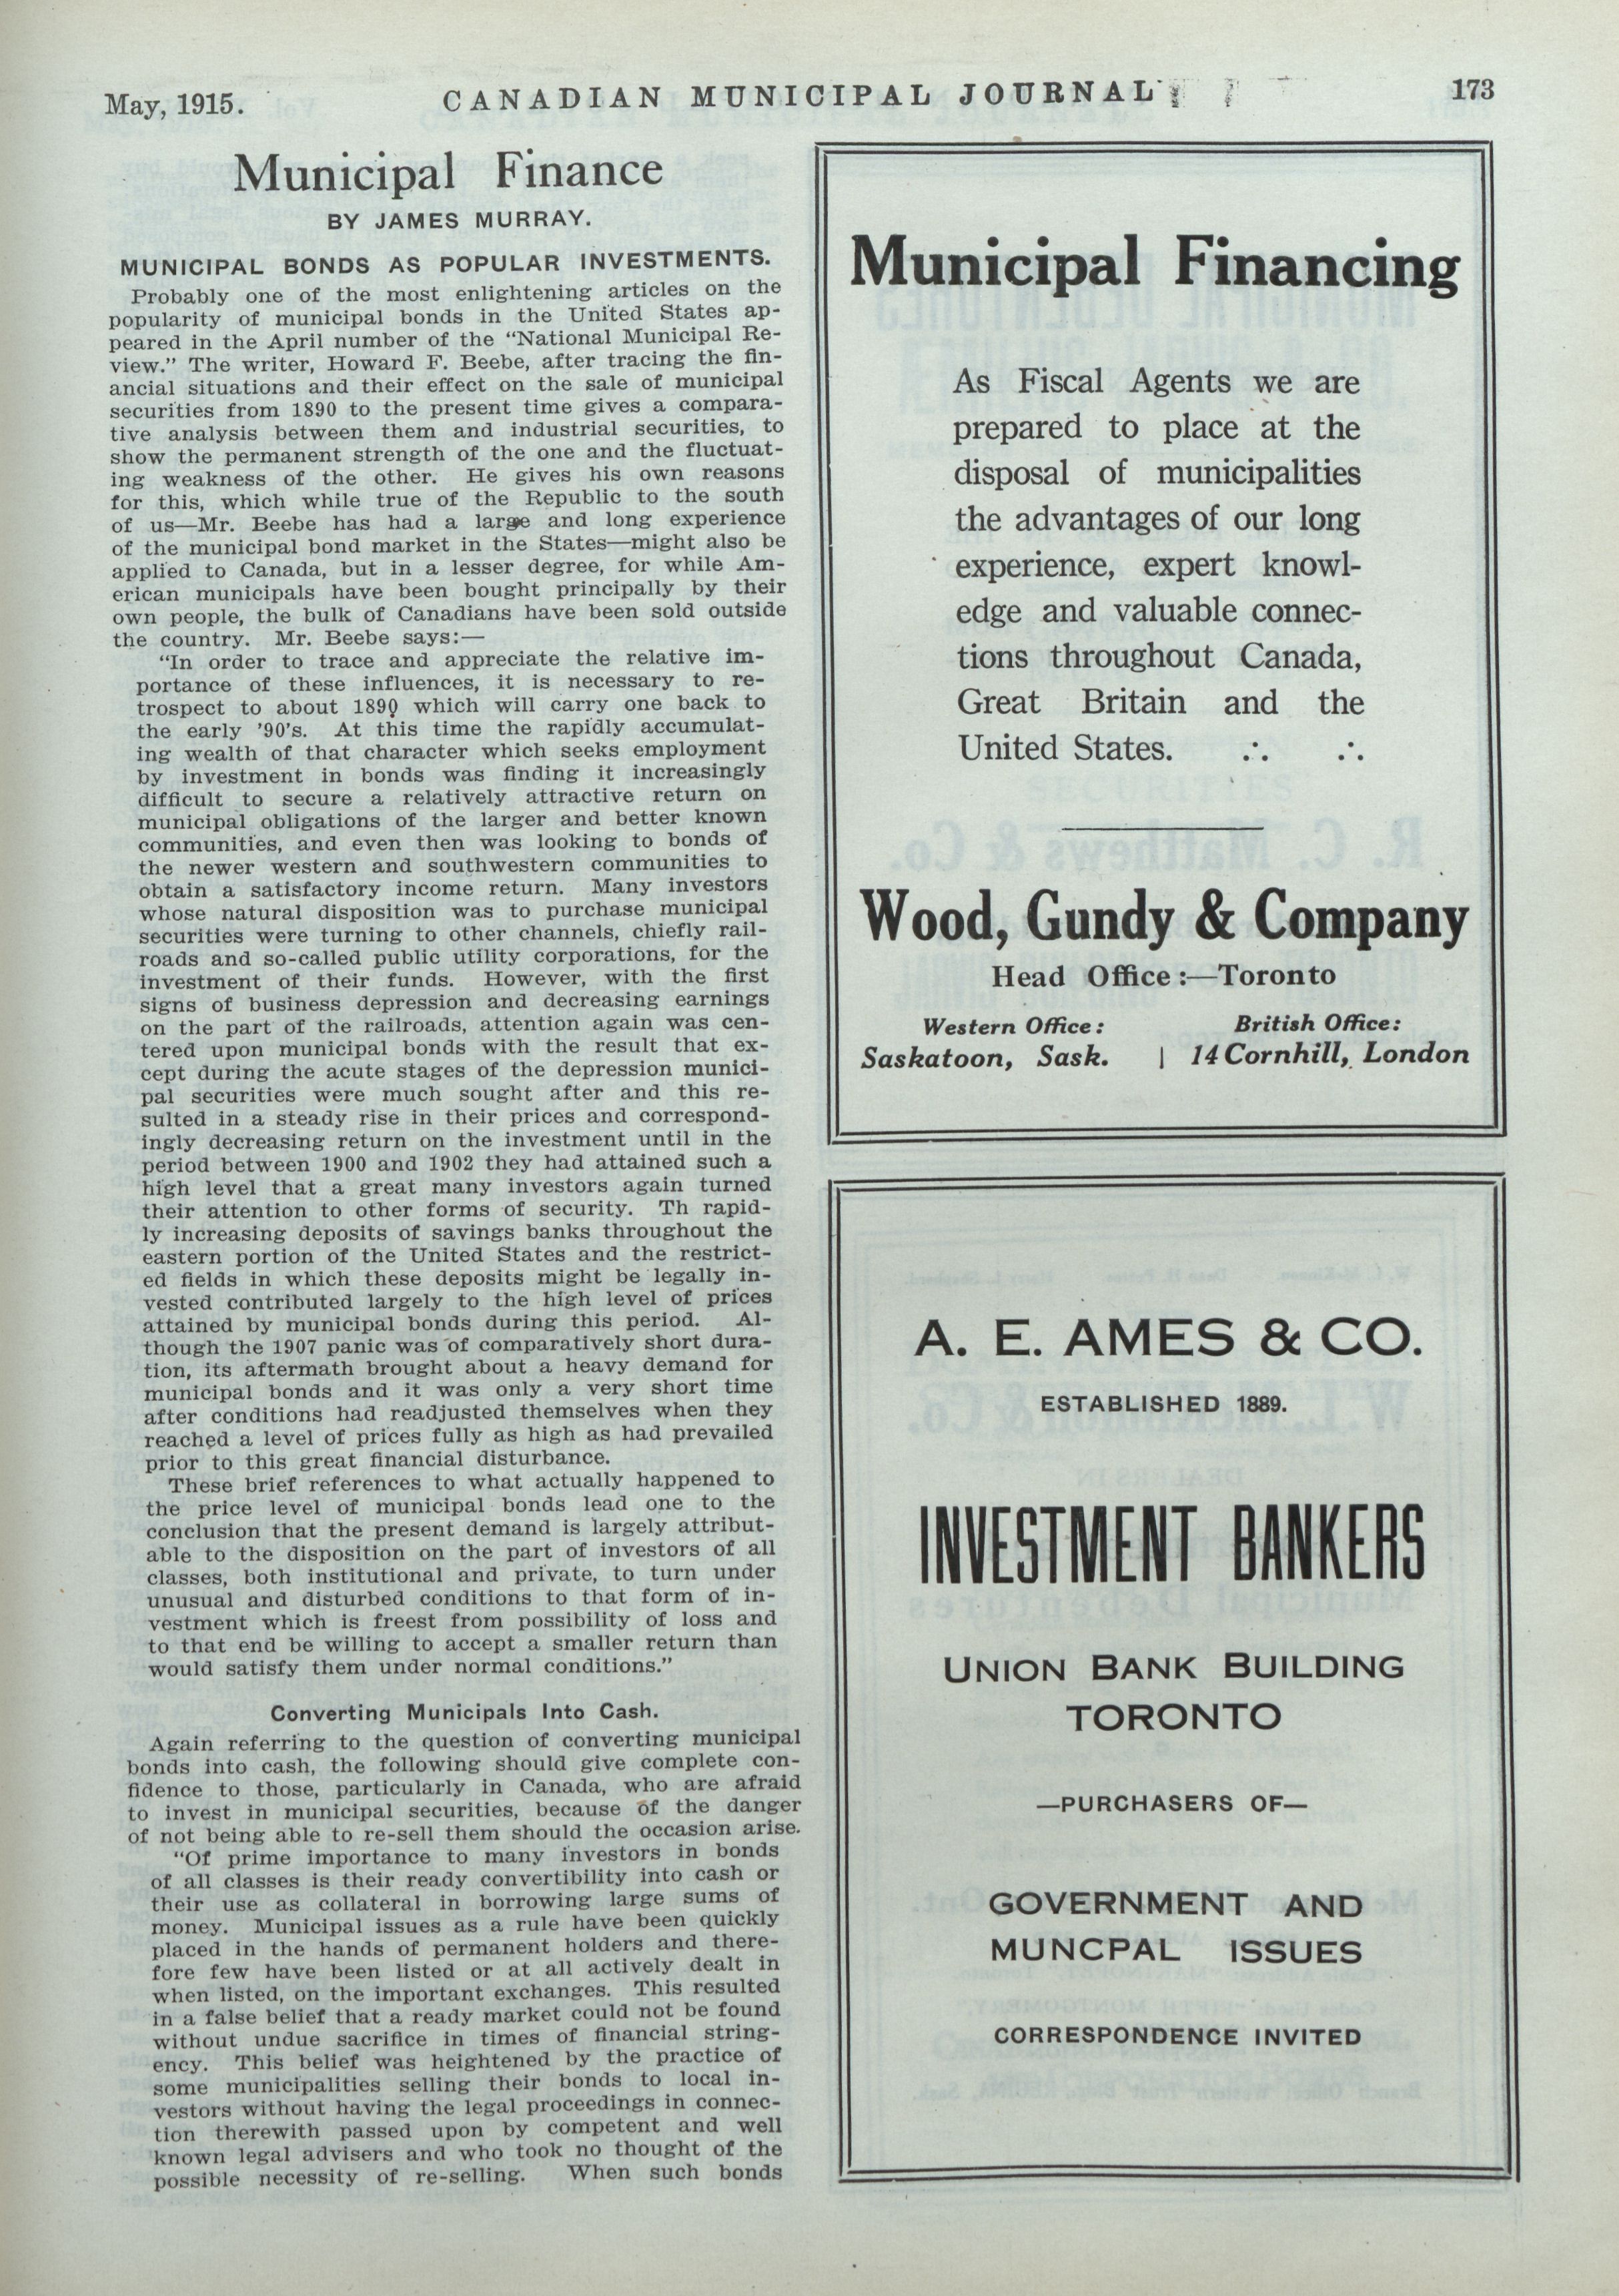 May, 1915.
CANADIAN MUNICIPAL JOURNAL
173
Municipal Finance
BY JAMES MURRAY.
MUNICIPAL BONDS AS POPULAR INVESTMENTS.
Probably one of the most enlightening articles on the
popularity of municipal bonds in the United States ap-
peared in the April number of the “National Municipal Re-
view.” The writer, Howard F. Beebe, after tracing the fin-
ancial situations and their effect on the sale of municipal
securities from 1890 to the present time gives a compara-
tive analysis between them and industrial securities, to
show the permanent strength of the one and the fluctuat-
ing weakness of the other. He gives his own reasons
for this, which while true of the Republic to the south
of us—Mr. Beebe has had a large and long experience
of the municipal bond market in the States—might also be
applied to Canada, but in a lesser degree, for while Am-
erican municipals have been bought principally by their
own people, the bulk of Canadians have been sold outside
the country. Mr. Beebe says:—
“In order to trace and appreciate the relative im-
portance of these influences, it is necessary to re-
trospect to about 1890 which will carry one back to
the early '90's. At this time the rapidly accumulat-
ing wealth of that character which seeks employment
by investment in bonds was finding it increasingly
difficult to secure a relatively attractive return on
municipal obligations of the larger and better known
communities, and even then was looking to bonds of
the newer western and southwestern communities to
obtain a satisfactory income return. Many investors
whose natural disposition was to purchase municipal
securities were turning to other channels, chiefly rail-
roads and so-called public utility corporations, for the
investment of their funds. However, with the first
signs of business depression and decreasing earnings
on the part of the railroads, attention again was cen-
tered upon municipal bonds with the result that ex-
cept during the acute stages of the depression munici-
pal securities were much sought after and this re-
sulted in a steady rise in their prices and correspond-
ingly decreasing return on the investment until in the
period between 1900 and 1902 they had attained such a
high level that a great many investors again turned
their attention to other forms of security. Th rapid-
ly increasing deposits of savings banks throughout the
eastern portion of the United States and the restrict-
ed fields in which these deposits might be legally in-
vested contributed largely to the high level of prices
attained by municipal bonds during this period. Al-
though the 1907 panic was of comparatively short dura-
tion, its aftermath brought about a heavy demand for
municipal bonds and it was only a very short time
after conditions had readjusted themselves when they
reached a level of prices fully as high as had prevailed
prior to this great financial disturbance.
These brief references to what actually happened to
the price level of municipal bonds lead one to the
conclusion that the present demand is largely attribut-
able to the disposition on the part of investors of all
classes, both institutional and private, to turn under
unusual and disturbed conditions to that form of in-
vestment which is freest from possibility of loss and
to that end be willing to accept a smaller return than
would satisfy them under normal conditions.”
Converting Municipals Into Cash.
Again referring to the question of converting municipal
bonds into cash, the following should give complete con-
fidence to those, particularly in Canada, who are afraid
to invest in municipal securities, because of the danger
of not being able to re-sell them should the occasion arise.
“Of prime importance to many investors in bonds
of all classes is their ready convertibility into cash or
their use as collateral in borrowing large sums of
money. Municipal issues as a rule have been quickly
placed in the hands of permanent holders and there-
fore few have been listed or at all actively dealt in
when listed, on the important exchanges. This resulted
in a false belief that a ready market could not be found
without undue sacrifice in times of financial string-
ency. This belief was heightened by the practice of
some municipalities selling their bonds to local in-
vestors without having the legal proceedings in connec-
tion therewith passed upon by competent and well
known legal advisers and who took no thought of the
possible necessity of re-selling. When such bonds
Municipal Financing
As Fiscal Agents we are
prepared to place at the
disposal of municipalities
the advantages of our long
experience, expert knowl-
edge and valuable connec-
tions throughout Canada,
Great Britain and the
United States. ∴ ∴
Wood, Gundy & Company
Head Office :—Toronto
Western Office :
Saskatoon, Sask.
British Office:
14 Cornhill, London
A. E. AMES & CO.
ESTABLISHED 1889.
INVESTMENT BANKERS
UNION BANK BUILDING
TORONTO
—PURCHASERS OF—
GOVERNMENT AND
MUNCPAL ISSUES
CORRESPONDENCE INVITED